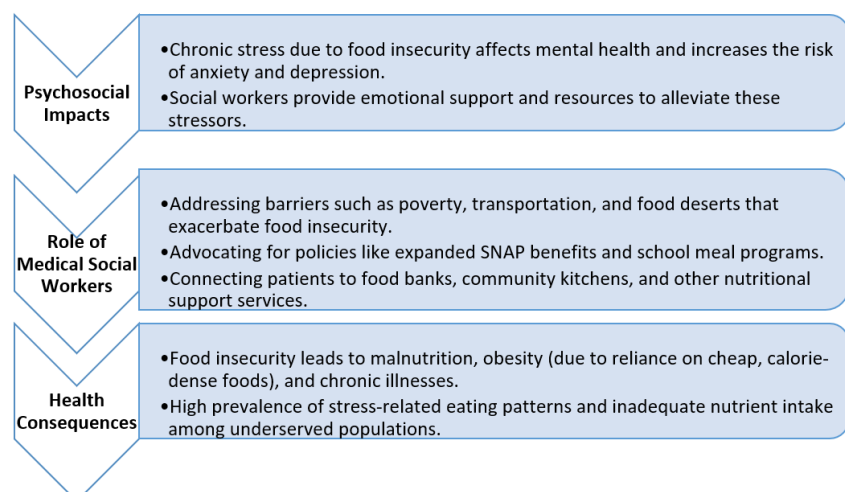 Psychosocial
Impacts
•Chronic stress due to food insecurity affects mental health and increases the risk
of anxiety and depression.
•Social workers provide emotional support and resources to alleviate these
stressors.
Role of
Medical Social
Workers
•Addressing barriers such as poverty, transportation, and food deserts that
exacerbate food insecurity.
•Advocating for policies like expanded SNAP benefits and school meal programs.
•Connecting patients to food banks, community kitchens, and other nutritional
support services.
Health
Consequences
•Food insecurity leads to malnutrition, obesity (due to reliance on cheap, calorie-
dense foods), and chronic illnesses.
•High prevalence of stress-related eating patterns and inadequate nutrient intake
among underserved populations.